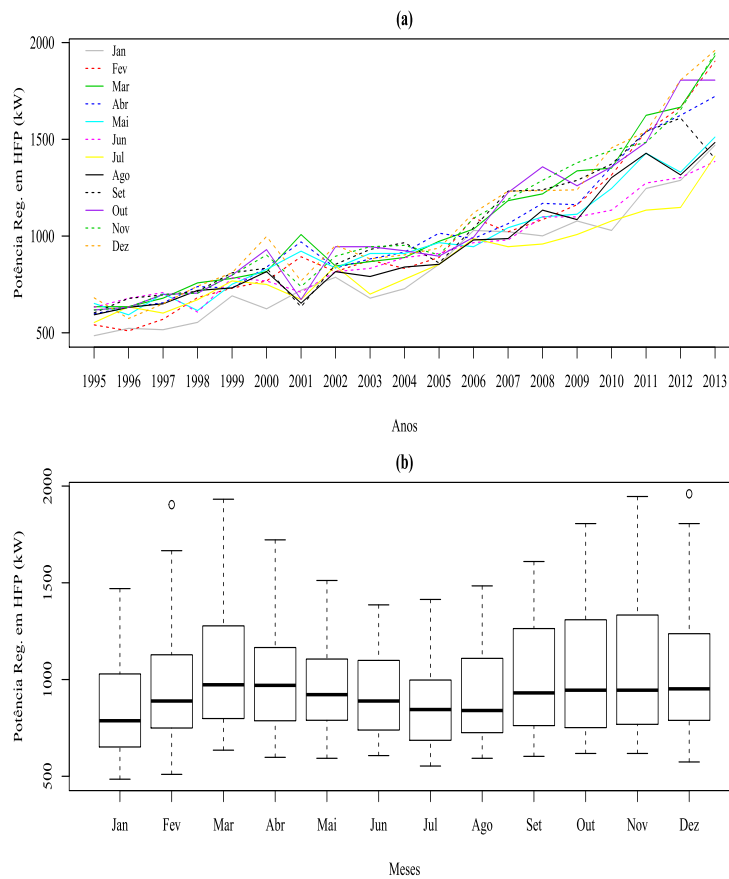 (a)
Potência Reg. em HFP (kW)
2000
1500
1000
500
Jan
Fev
Mar
Abr
Mai
Jun
Jul
Ago
Set
Out
Nov
Dez
1995 1996 1997 1998 1999 2000 2001 2002 2003 2004 2005 2006 2007 2008 2009 2010 2011 2012 2013
Anos
(b)
Potência Reg. em HFP (kW)
2000
1500
1000
500
Jan Fev Mar Abr Mai Jun Jul Ago Set Out Nov Dez
Meses